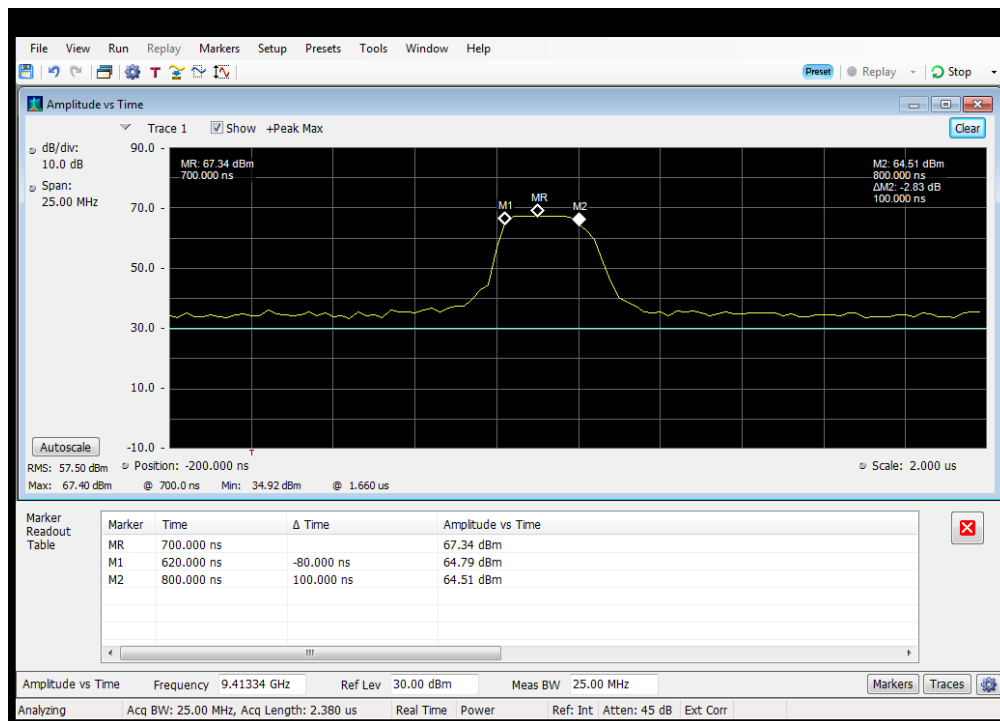 File View Run Replay Markers Setup Presets Tools Window Help
T Preset Replay Stop
Amplitude vs Time
Trace 1 Show +Peak Max Clear
dB/div:
10.0 dB
Span:
25.00 MHz
90.0 -
70.0 -
50.0 -
30.0 -
10.0 -
-10.0 -
MR: 67.34 dBm
700.000 ns
M2: 64.51 dBm
800.000 ns
ΔM2: -2.83 dB
100.000 ns
M1 MR M2
T
Autoscale
RMS: 57.50 dBm Position: -200.000 ns Scale: 2.000 us
Max: 67.40 dBm @ 700.0 ns Min: 34.92 dBm @ 1.660 us
Marker
Readout
Table
Marker Time Δ Time Amplitude vs Time
MR 700.000 ns 67.34 dBm
M1 620.000 ns -80.000 ns 64.79 dBm
M2 800.000 ns 100.000 ns 64.51 dBm
Amplitude vs Time Frequency 9.41334 GHz Ref Lev 30.00 dBm Meas BW 25.00 MHz Markers Traces
Analyzing Acq BW: 25.00 MHz, Acq Length: 2.380 us Real Time Power Ref: Int Atten: 45 dB Ext Corr